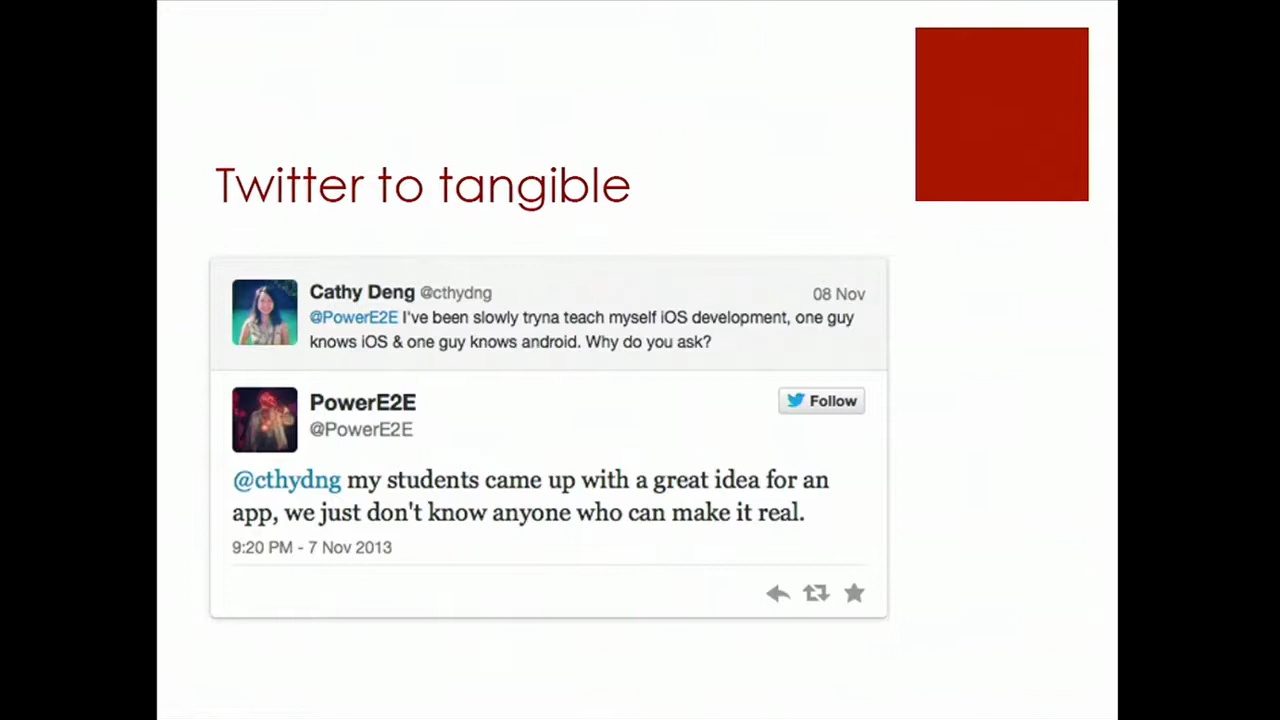 Twitter to tangible
Cathy Deng @cthydng 08 Nov
@PowerE2E I've been slowly tryna teach myself iOS development, one guy
knows iOS & one guy knows android. Why do you ask?
PowerE2E Follow
@PowerE2E
@cthydng my students came up with a great idea for an
app, we just don't know anyone who can make it real.
9:20 PM - 7 Nov 2013